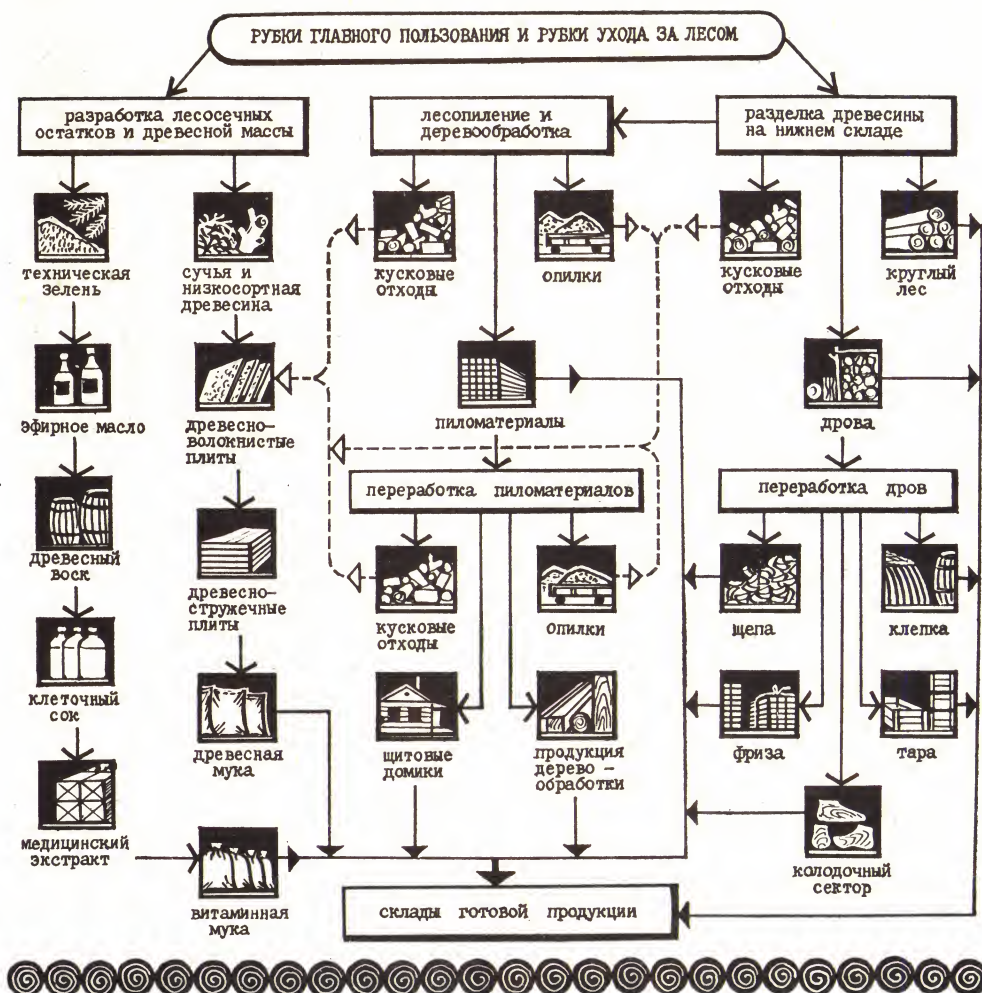 РУБКИ ГЛАВНОГО ПОЛЬЗОВАНИЯ И РУБКИ УХОДА ЗА ЛЕСОМ
разработка лесосечных
остатков и древесной массы
лесопиление и
деревообработка
разделка древесины
на нижнем складе
техническая
зелень
сучья и
низкосортная
древесина
кусковые
отходы
опилки
кусковые
отходы
круглый
лес
эфирное масло
древесно-
волокнистые
плиты
пиломатериалы
дрова
переработка пиломатериалов
переработка дров
древесный
воск
древесно-
стружечные
плиты
кусковые
отходы
опилки
щепа
клепка
клеточный
сок
древесная
мука
щитовые
домики
продукция
дерево-
обработки
фриза
тара
медицинский
экстракт
витаминная
мука
колодочный
сектор
склады готовой продукции